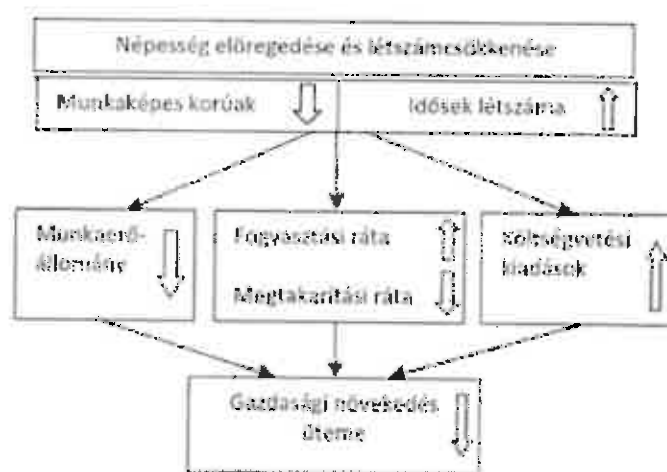 Népesség elöregedése és létszámcsökkenése
Munkaképes korúak
Idősek létszáma
Munkaerő-
állomány
Fogyasztási ráta
Megtakarítási ráta
Költségvetési
kiadások
Gazdasági növekedés
üteme